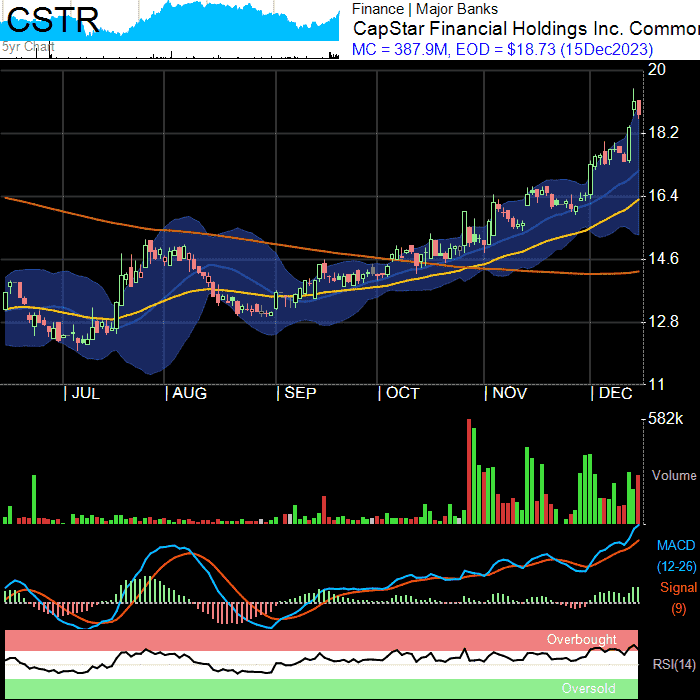 CSTR
5yr Chart
Finance | Major Banks
CapStar Financial Holdings Inc. Common
MC = 387.9M, EOD = $18.73 (15Dec2023)
20
18.2
16.4
14.6
12.8
11
| JUL | AUG | SEP | OCT | NOV | DEC
582k
Volume
MACD
(12-26)
Signal
(9)
Overbought
RSI(14)
Oversold